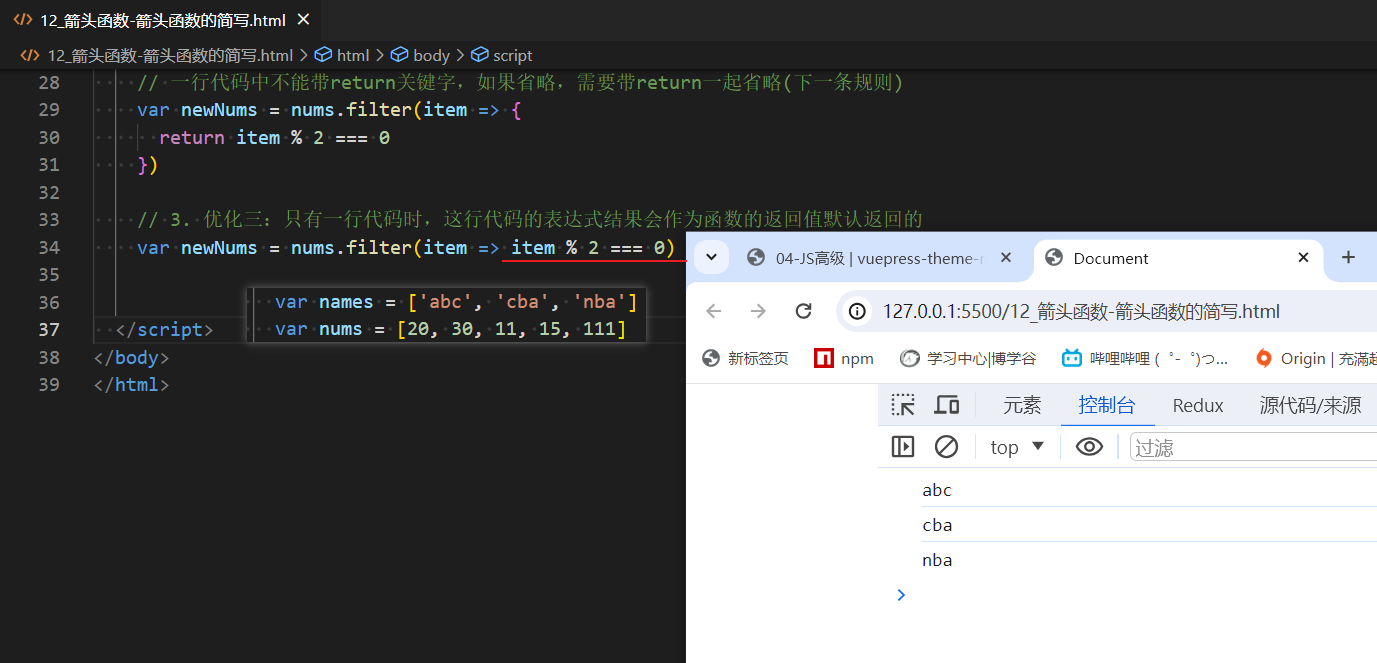 12_箭头函数-箭头函数的简写.html
12_箭头函数-箭头函数的简写.html > html > body > script
28 // 一行代码中不能带return关键字, 如果省略, 需要带return一起省略(下一条规则)
29 var newNums = nums.filter(item => {
30 return item % 2 === 0
31 })
32
33 // 3. 优化三: 只有一行代码时, 这行代码的表达式结果会作为函数的返回值默认返回的
34 var newNums = nums.filter(item => item % 2 === 0)
35
36
var names = ['abc', 'cba', 'nba']
37 </script>
var nums = [20, 30, 11, 15, 111]
38 </body>
39 </html>
04-JS高级 | vuepress-theme-
Document
127.0.0.1:5500/12_箭头函数-箭头函数的简写.html
新标签页 npm 学习中心|博学谷 哔哩哔哩 ( ゜- ゜)つ... Origin | 充满
元素 控制台 Redux 源代码/来源
top 过滤
abc
cba
nba